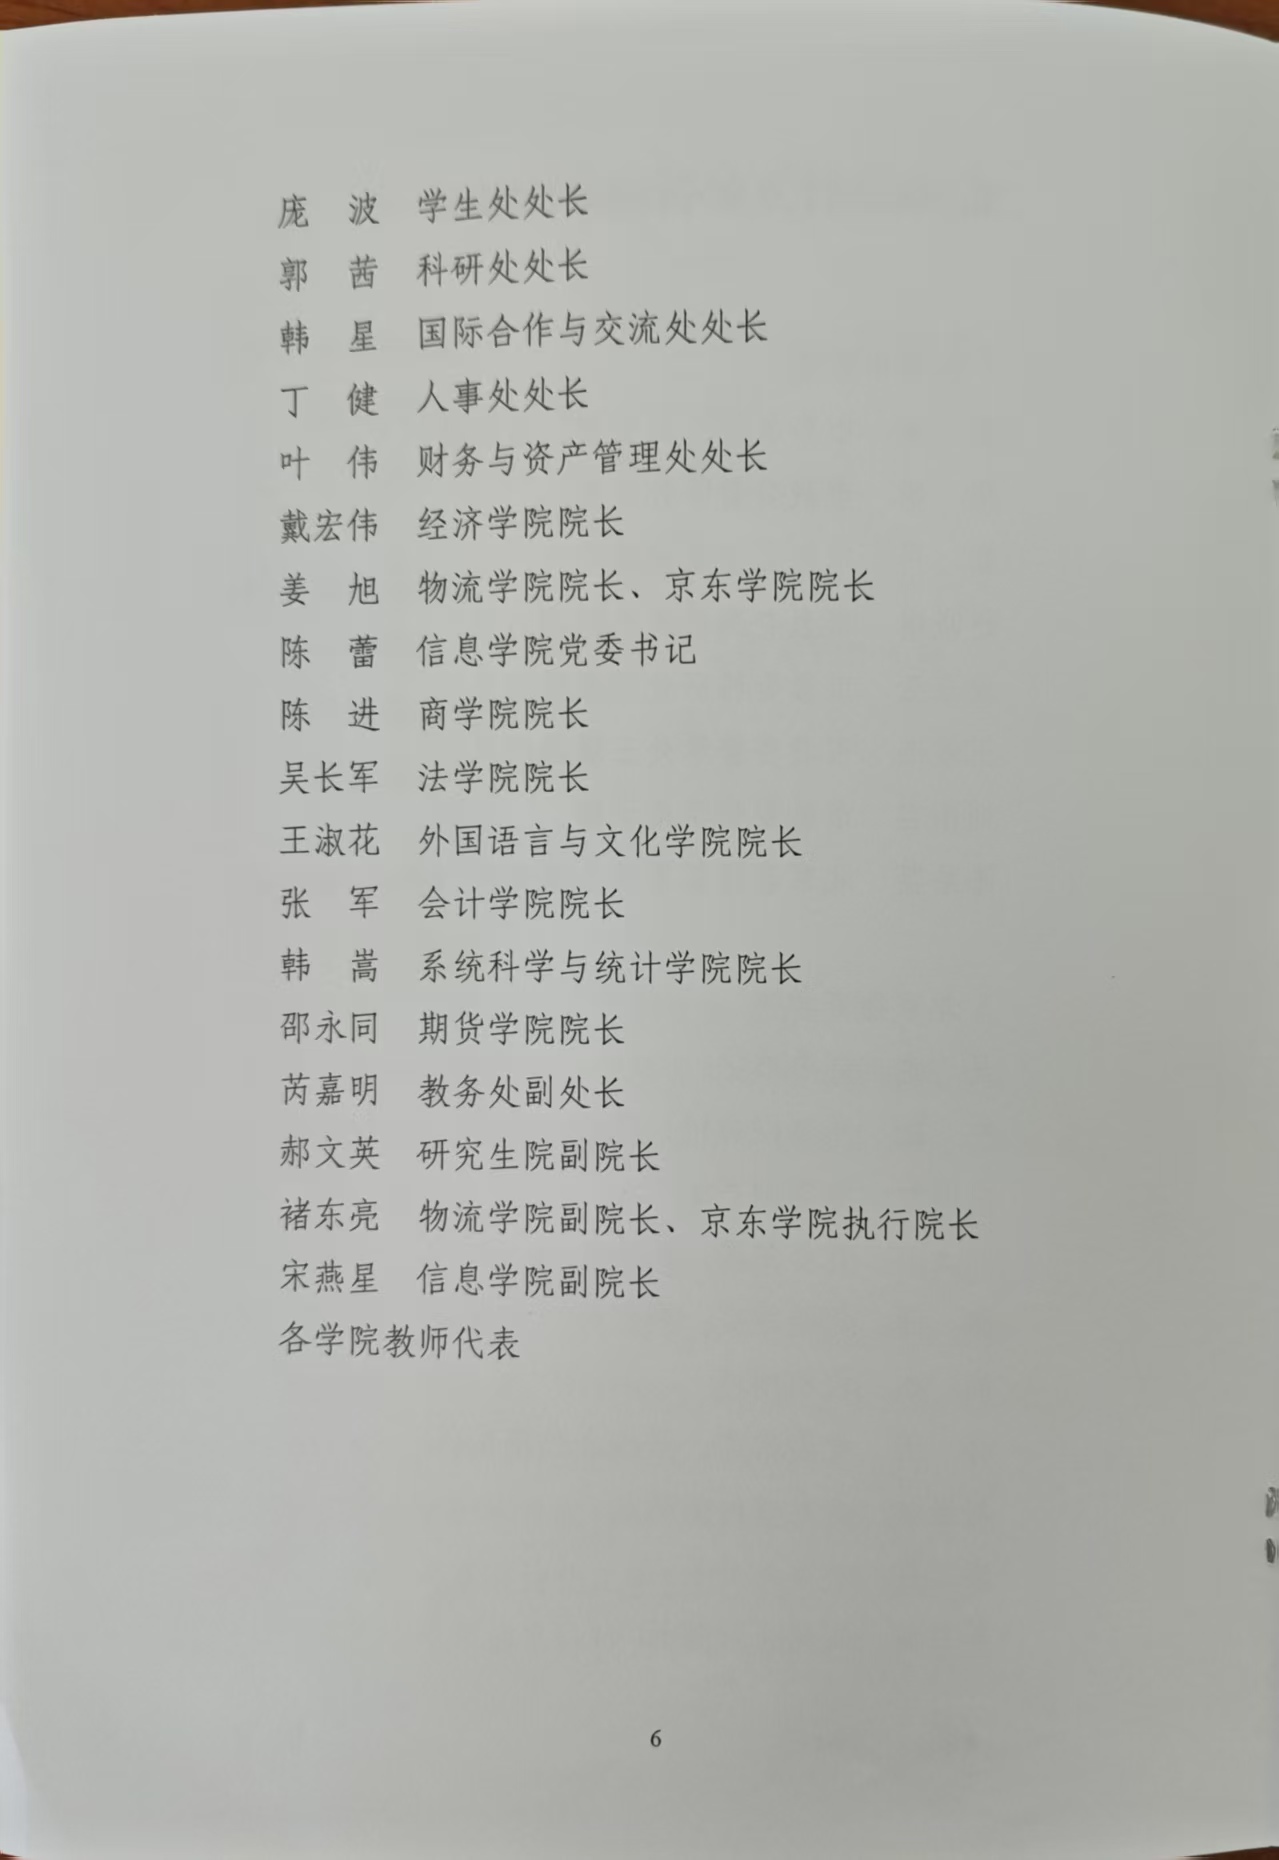 庞　波　学生处处长
郭　茜　科研处处长
韩　星　国际合作与交流处处长
丁　健　人事处处长
叶　伟　财务与资产管理处处长
戴宏伟　经济学院院长
姜　旭　物流学院院长、京东学院院长
陈　蕾　信息学院党委书记
陈　进　商学院院长
吴长军　法学院院长
王淑花　外国语言与文化学院院长
张　军　会计学院院长
韩　嵩　系统科学与统计学院院长
邵永同　期货学院院长
芮嘉明　教务处副处长
郝文英　研究生院副院长
褚东亮　物流学院副院长、京东学院执行院长
宋燕星　信息学院副院长
各学院教师代表
6